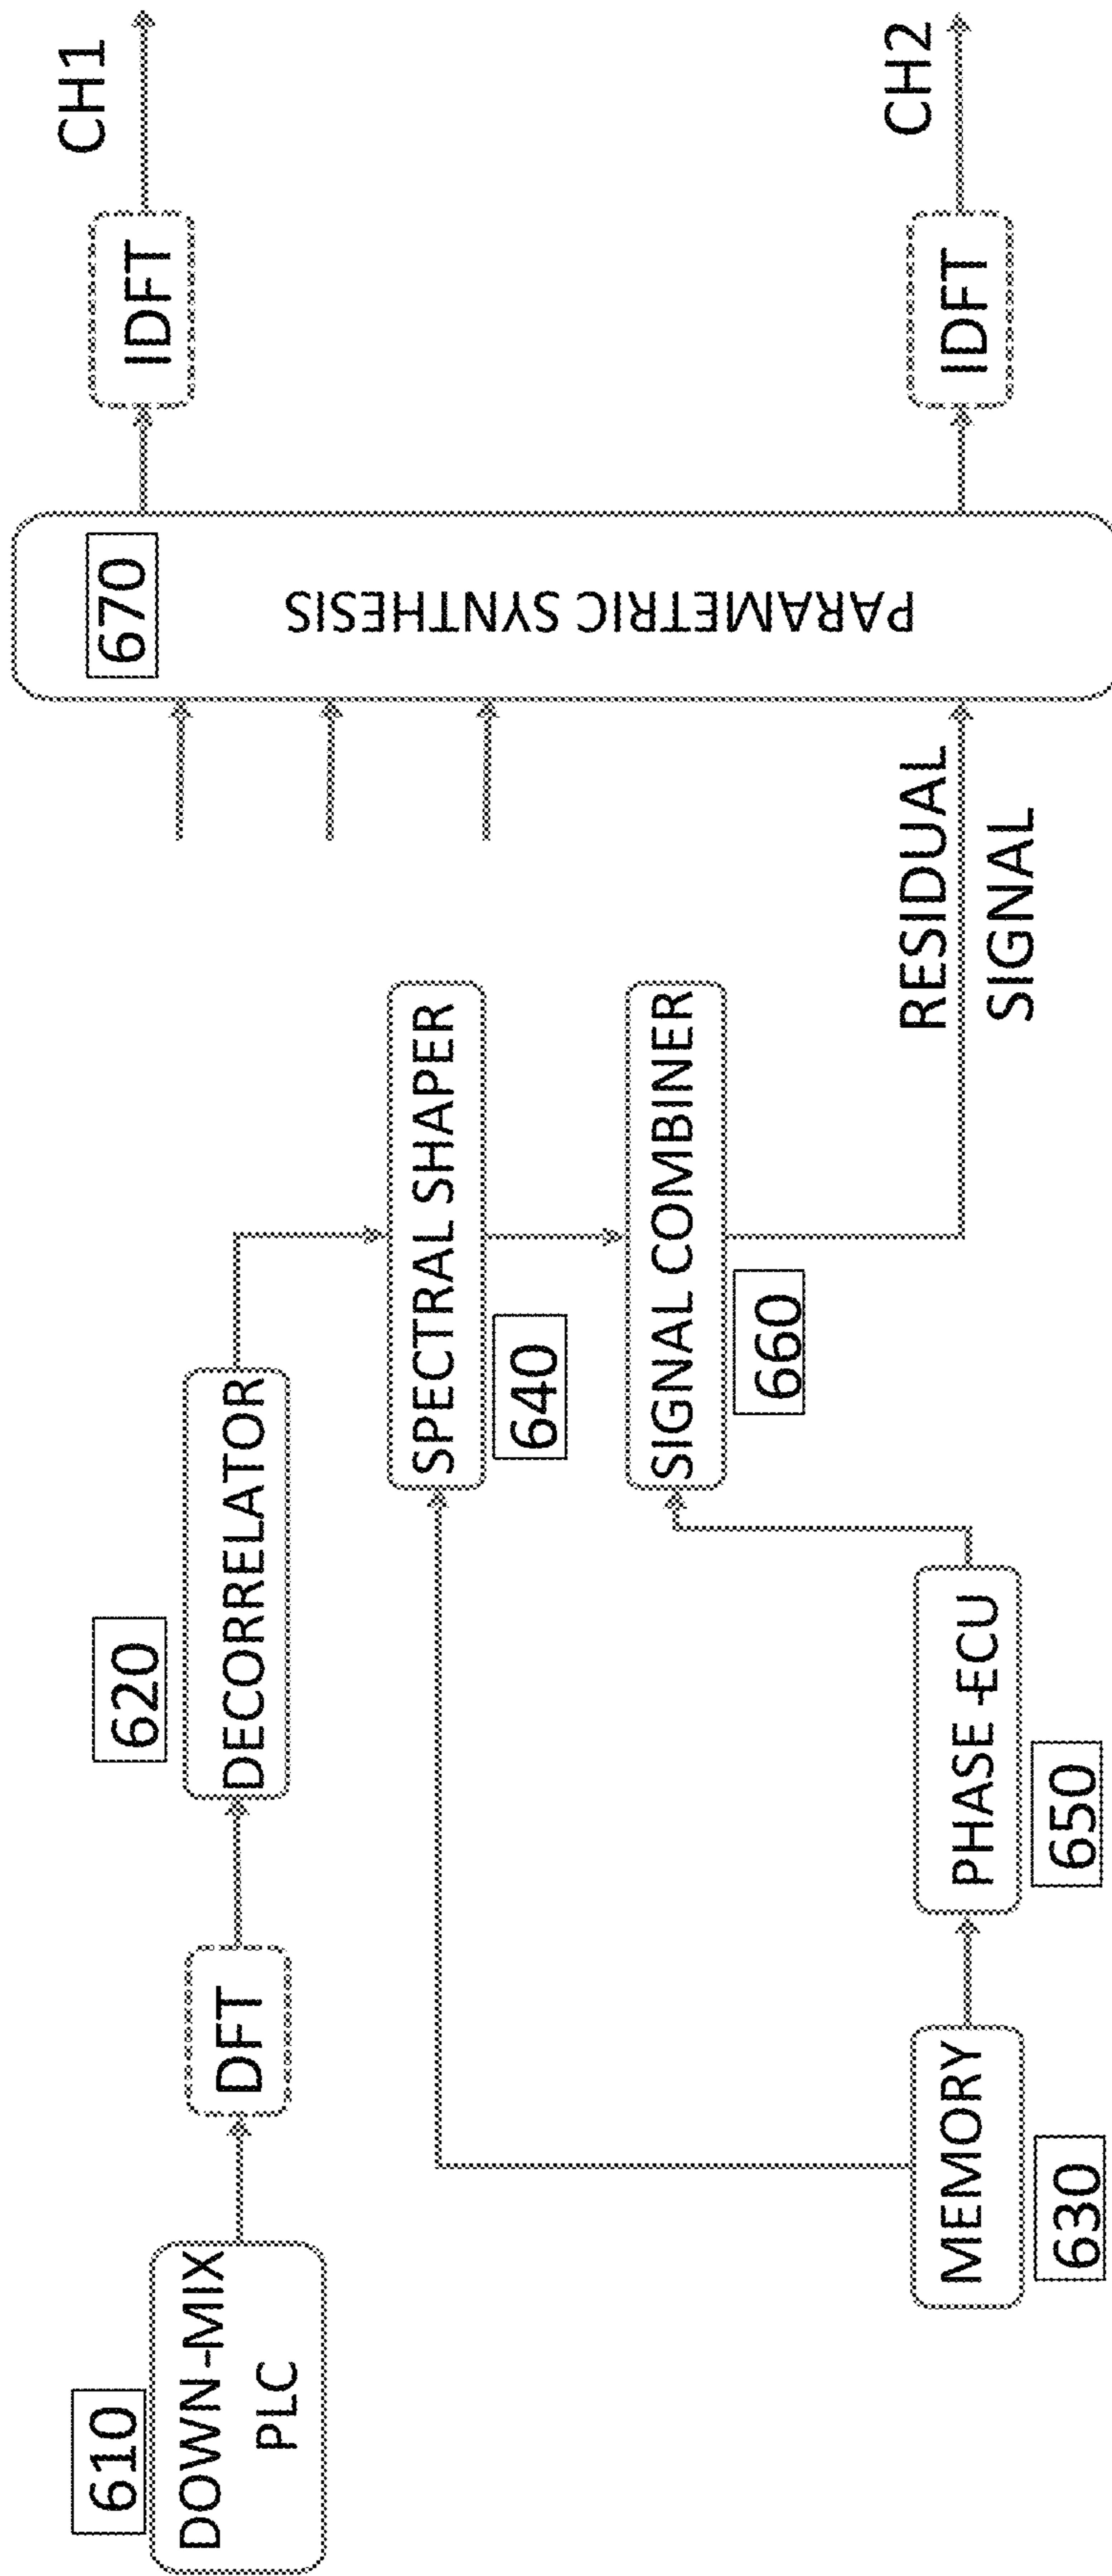 610
DOWN-MIX
PLC
DFT
620
DECORRELATOR
SPECTRAL SHAPER
640
SIGNAL COMBINER
660
MEMORY
630
PHASE -ECU
650
RESIDUAL
SIGNAL
670
PARAMETRIC SYNTHESIS
IDFT
CH1
IDFT
CH2